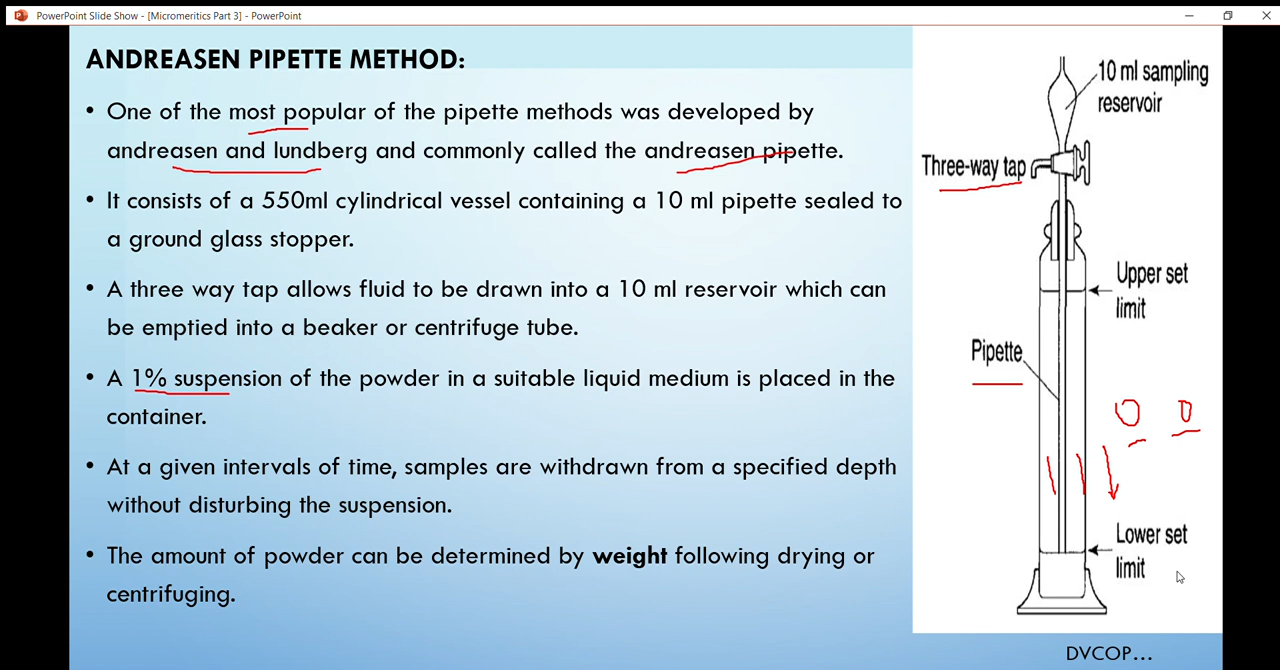 PowerPoint Slide Show - [Micromeritics Part 3] - PowerPoint
ANDREASEN PIPETTE METHOD:
• One of the most popular of the pipette methods was developed by
andreasen and lundberg and commonly called the andreasen pipette.
• It consists of a 550ml cylindrical vessel containing a 10 ml pipette sealed to
a ground glass stopper.
• A three way tap allows fluid to be drawn into a 10 ml reservoir which can
be emptied into a beaker or centrifuge tube.
• A 1% suspension of the powder in a suitable liquid medium is placed in the
container.
• At a given intervals of time, samples are withdrawn from a specified depth
without disturbing the suspension.
• The amount of powder can be determined by weight following drying or
centrifuging.
10 ml sampling
reservoir
Three-way tap
Upper set
limit
Pipette
Lower set
limit
DVCOP...